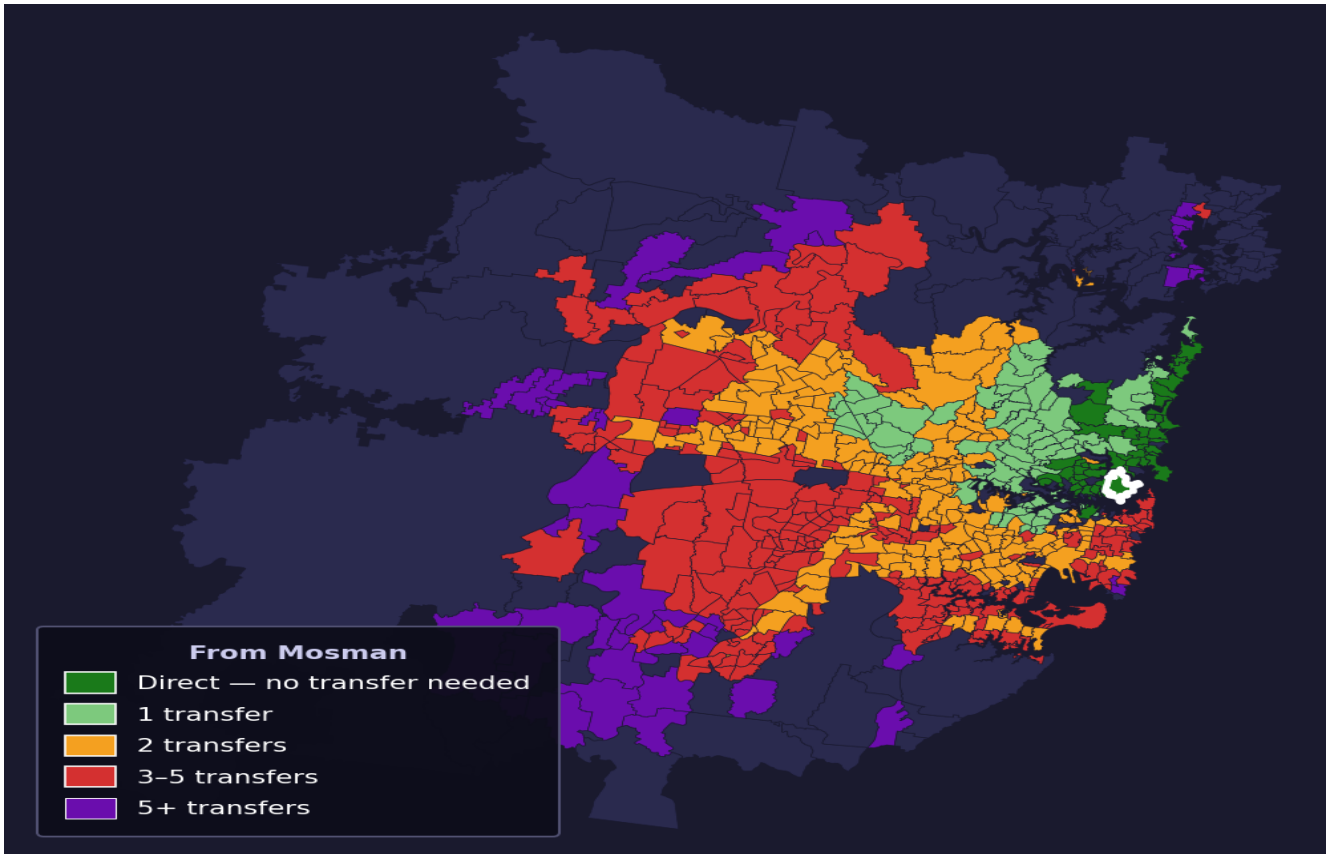 From Mosman
Direct — no transfer needed
1 transfer
2 transfers
3–5 transfers
5+ transfers